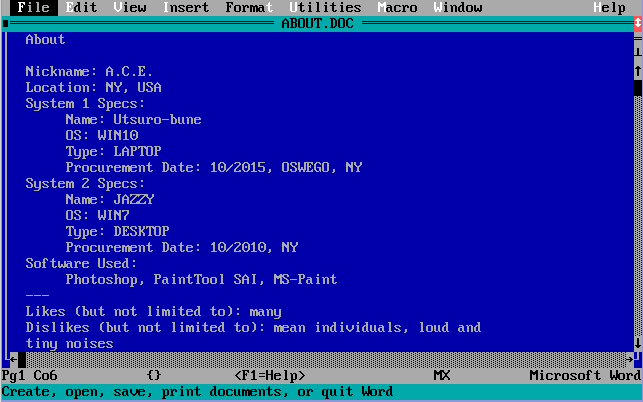 File Edit View Insert Format Utilities Macro Window Help
ABOUT.DOC
About
Nickname: A.C.E.
Location: NY, USA
System 1 Specs:
Name: Utsuro-bune
OS: WIN10
Type: LAPTOP
Procurement Date: 10/2015, OSWEGO, NY
System 2 Specs:
Name: JAZZY
OS: WIN7
Type: DESKTOP
Procurement Date: 10/2010, NY
Software Used:
Photoshop, PaintTool SAI, MS-Paint
---
Likes (but not limited to): many
Dislikes (but not limited to): mean individuals, loud and
tiny noises
Pg1 Co6 {} <F1=Help> MX Microsoft Word
Create, open, save, print documents, or quit Word